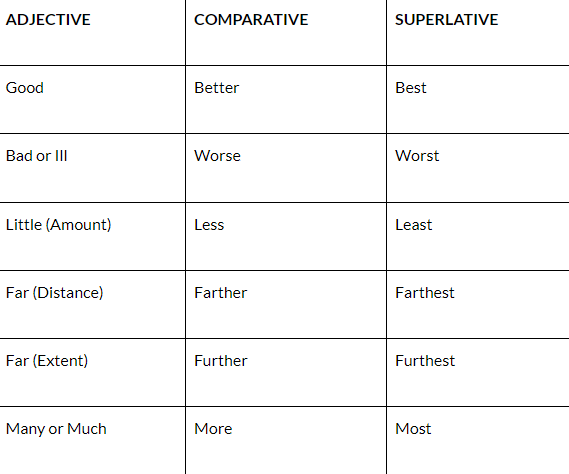 ADJECTIVE COMPARATIVE SUPERLATIVE
Good Better Best
Bad or Ill Worse Worst
Little (Amount) Less Least
Far (Distance) Farther Farthest
Far (Extent) Further Furthest
Many or Much More Most